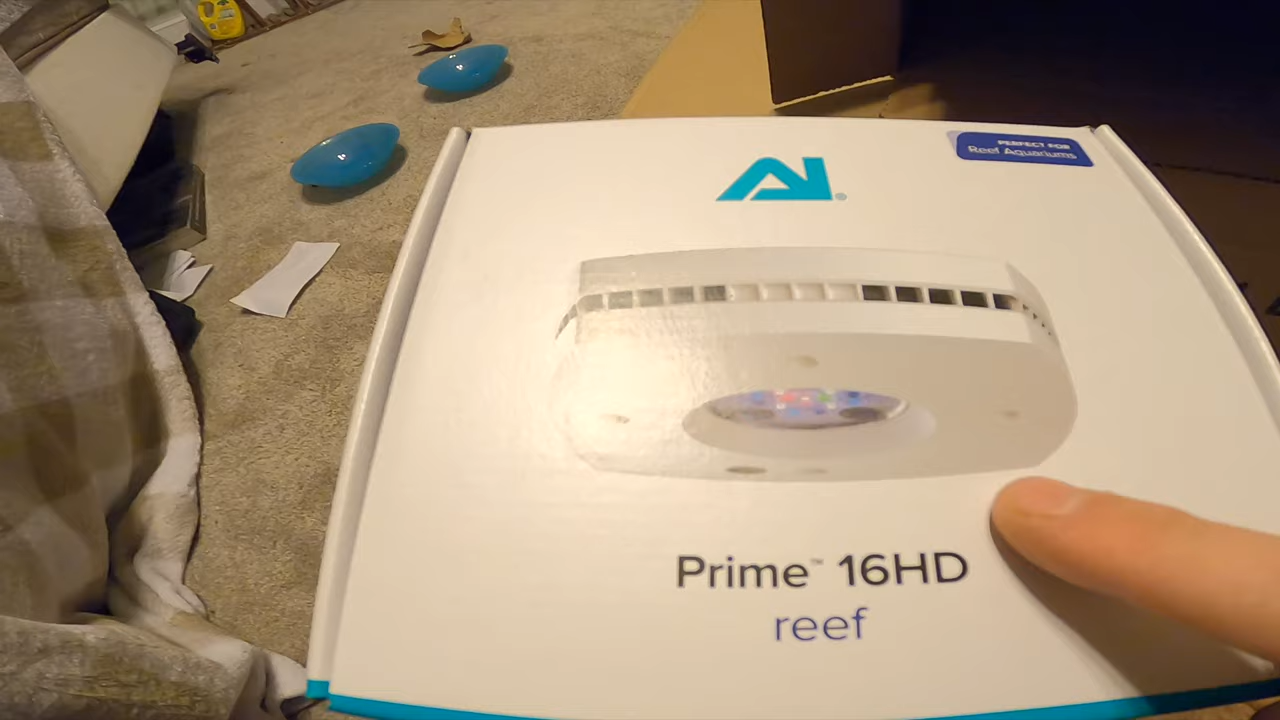 PERFECT FOR
Reef Aquariums
AI®
Prime™ 16HD
reef